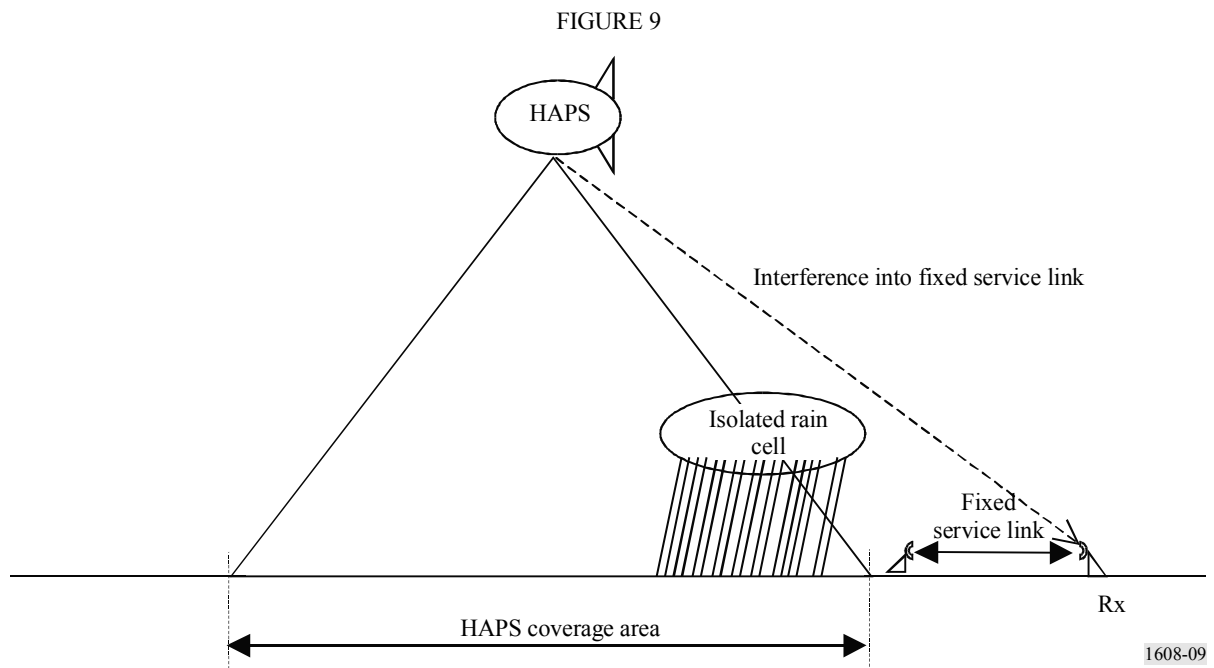 FIGURE 9
HAPS
Interference into fixed service link
Isolated rain
cell
Fixed
service link
Rx
HAPS coverage area
1608-09